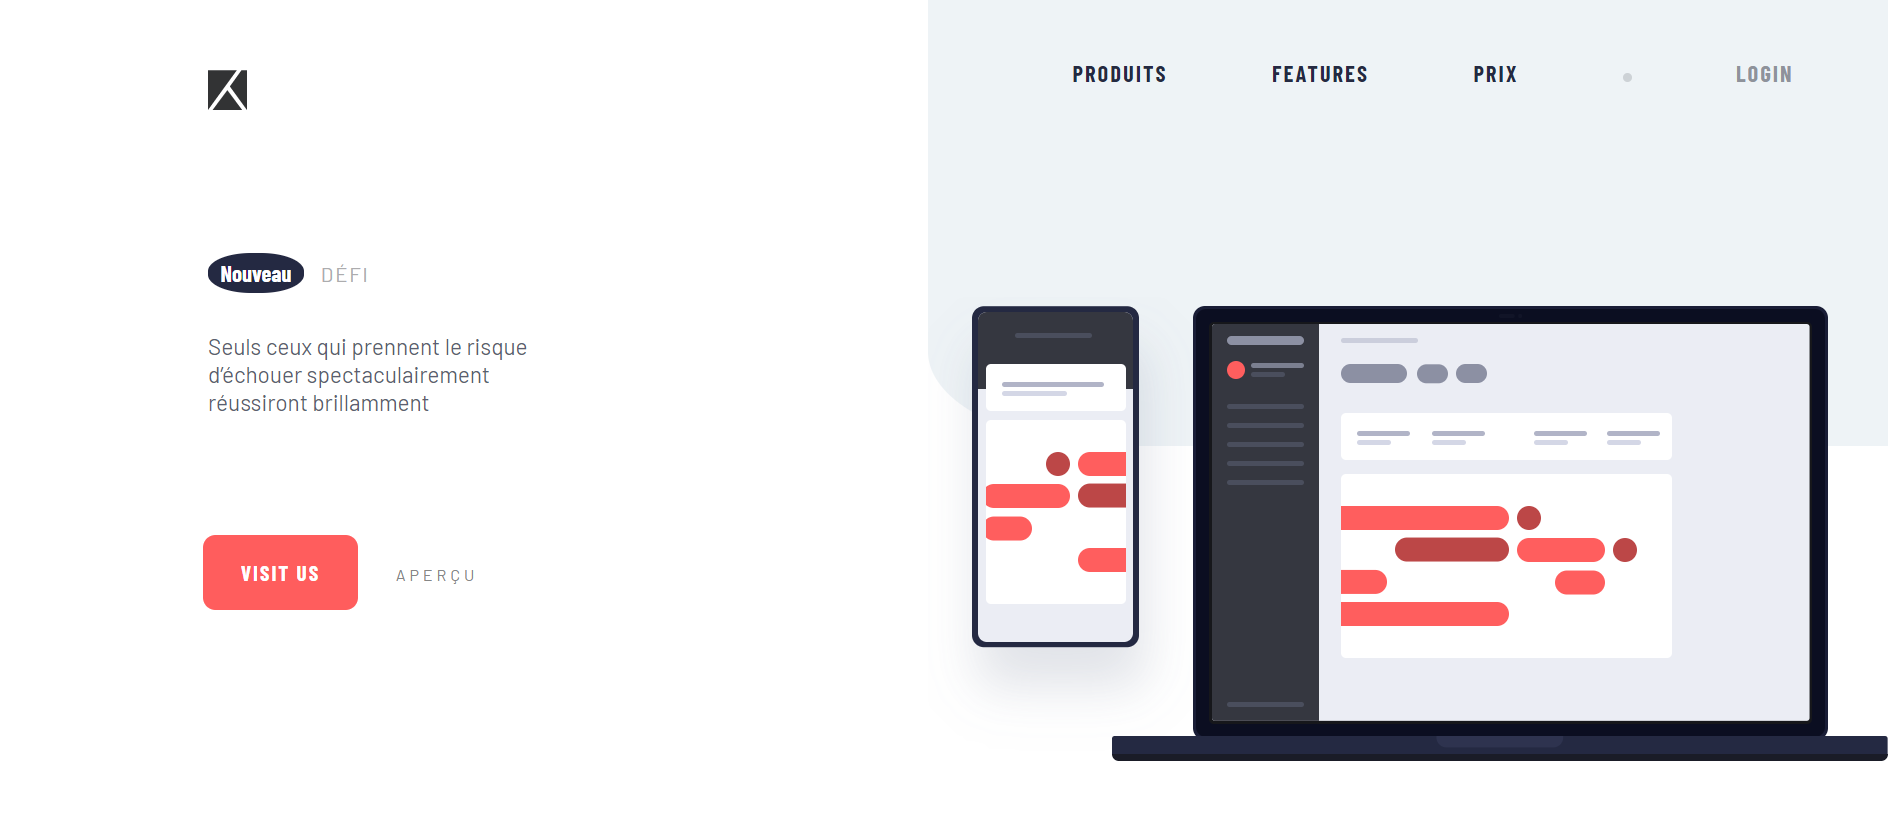 PRODUITS FEATURES PRIX LOGIN
Nouveau DÉFI
Seuls ceux qui prennent le risque
d’échouer spectaculairement
réussiront brillamment
VISIT US APERÇU